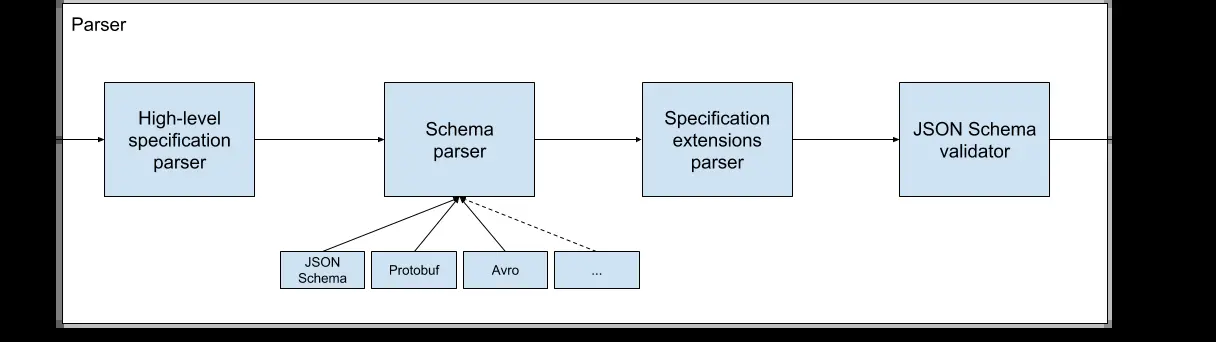 Parser
High-level
specification
parser
Schema
parser
Specification
extensions
parser
JSON Schema
validator
JSON
Schema
Protobuf
Avro
...